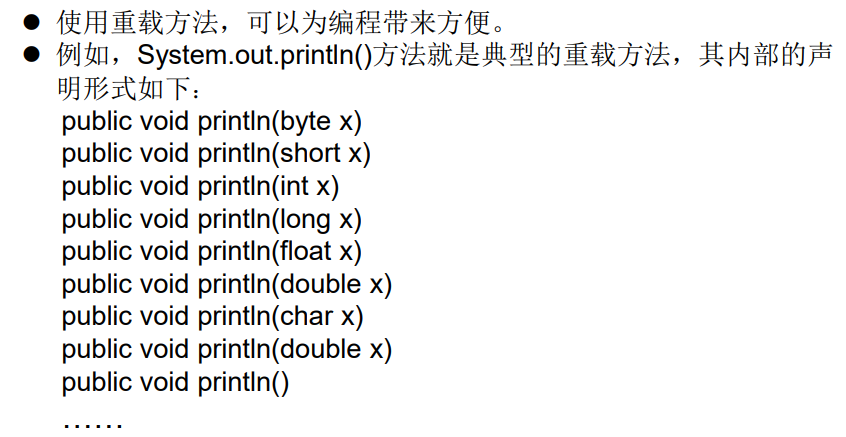 ● 使用重载方法，可以为编程带来方便。
● 例如，System.out.println()方法就是典型的重载方法，其内部的声
明形式如下：
public void println(byte x)
public void println(short x)
public void println(int x)
public void println(long x)
public void println(float x)
public void println(double x)
public void println(char x)
public void println(double x)
public void println()
……